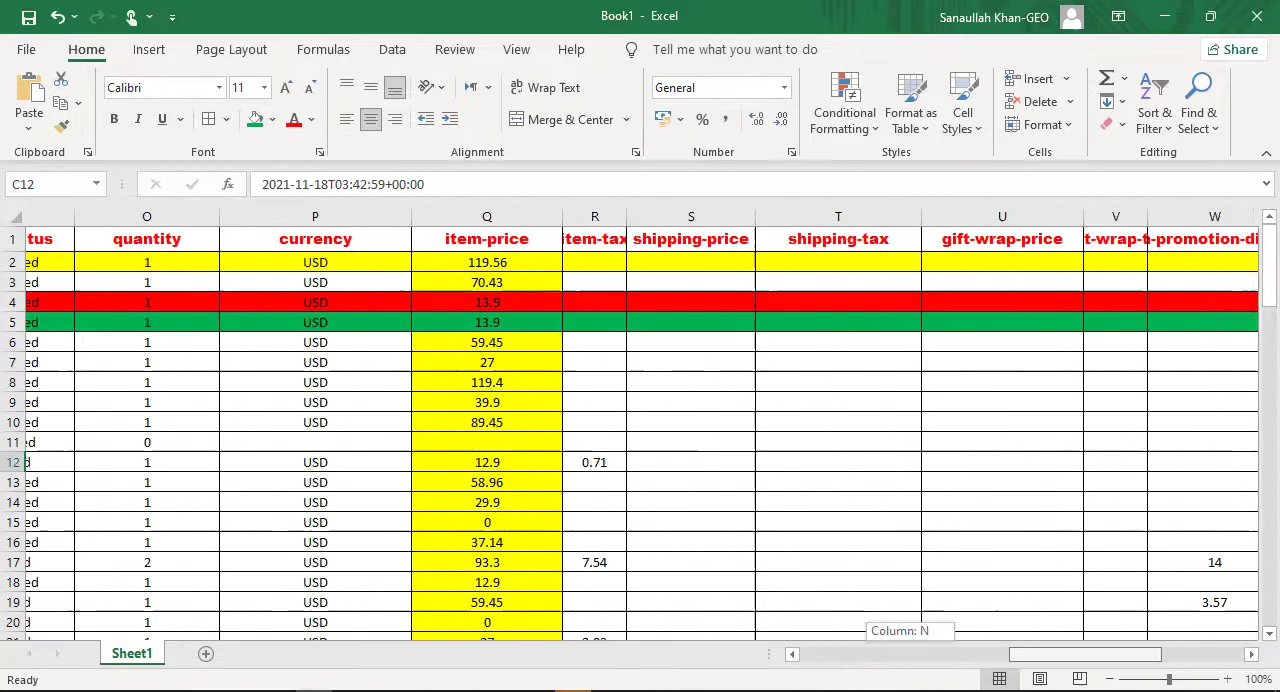 Book1 - Excel
Sanaullah Khan-GEO
File Home Insert Page Layout Formulas Data Review View Help Tell me what you want to do Share
Paste
Clipboard
Calibri 11
B I U
Font
ab Wrap Text
Merge & Center
Alignment
General
%
Number
Conditional Formatting
Format as Table
Cell Styles
Styles
Insert
Delete
Format
Cells
Sort & Filter
Find & Select
Editing
C12 fx 2021-11-18T03:42:59+00:00
O P Q R S T U V W
1 tus quantity currency item-price item-tax shipping-price shipping-tax gift-wrap-price t-wrap-t -promotion-di
2 ed 1 USD 119.56
3 ed 1 USD 70.43
4 ed 1 USD 13.9
5 ed 1 USD 13.9
6 ed 1 USD 59.45
7 ed 1 USD 27
8 ed 1 USD 119.4
9 ed 1 USD 39.9
10 ed 1 USD 89.45
11 ed 0
12 d 1 USD 12.9 0.71
13 ed 1 USD 58.96
14 ed 1 USD 29.9
15 ed 1 USD 0
16 ed 1 USD 37.14
17 d 2 USD 93.3 7.54 14
18 ed 1 USD 12.9
19 d 1 USD 59.45 3.57
20 d 1 USD 0
Column: N
Sheet1
Ready
100%